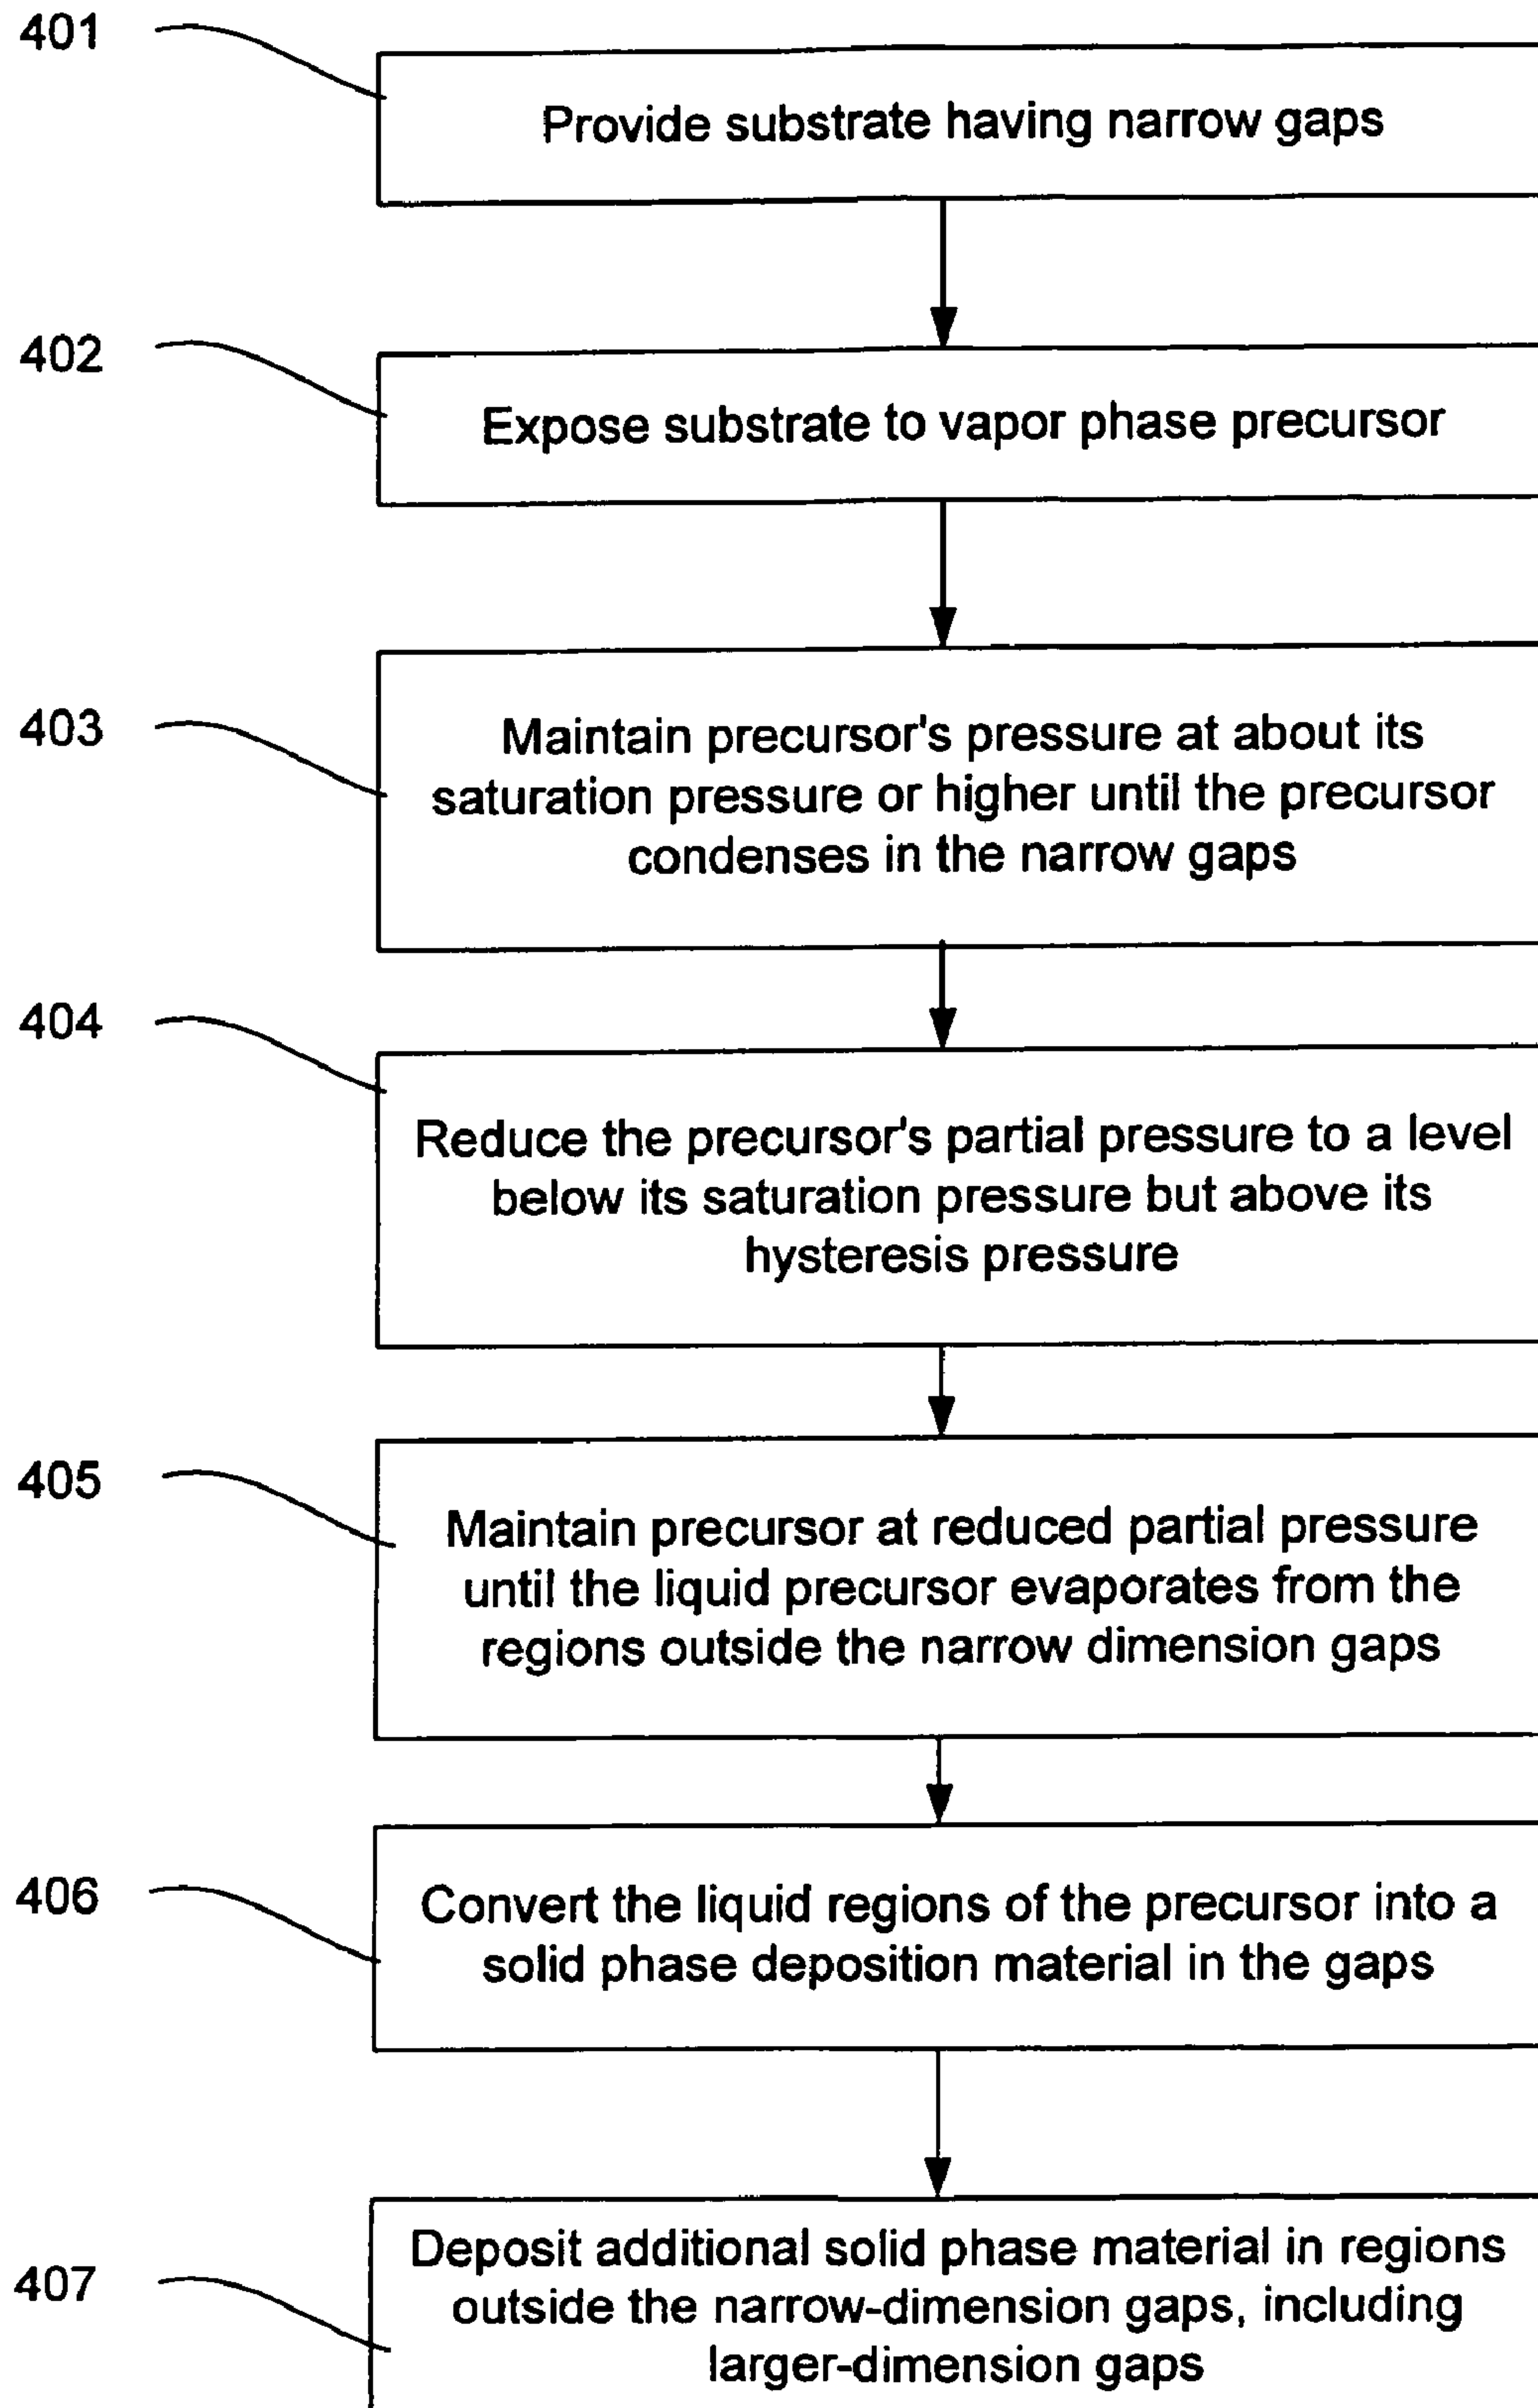 401
Provide substrate having narrow gaps
402
Expose substrate to vapor phase precursor
403
Maintain precursor's pressure at about its
saturation pressure or higher until the precursor
condenses in the narrow gaps
404
Reduce the precursor's partial pressure to a level
below its saturation pressure but above its
hysteresis pressure
405
Maintain precursor at reduced partial pressure
until the liquid precursor evaporates from the
regions outside the narrow dimension gaps
406
Convert the liquid regions of the precursor into a
solid phase deposition material in the gaps
407
Deposit additional solid phase material in regions
outside the narrow-dimension gaps, including
larger-dimension gaps